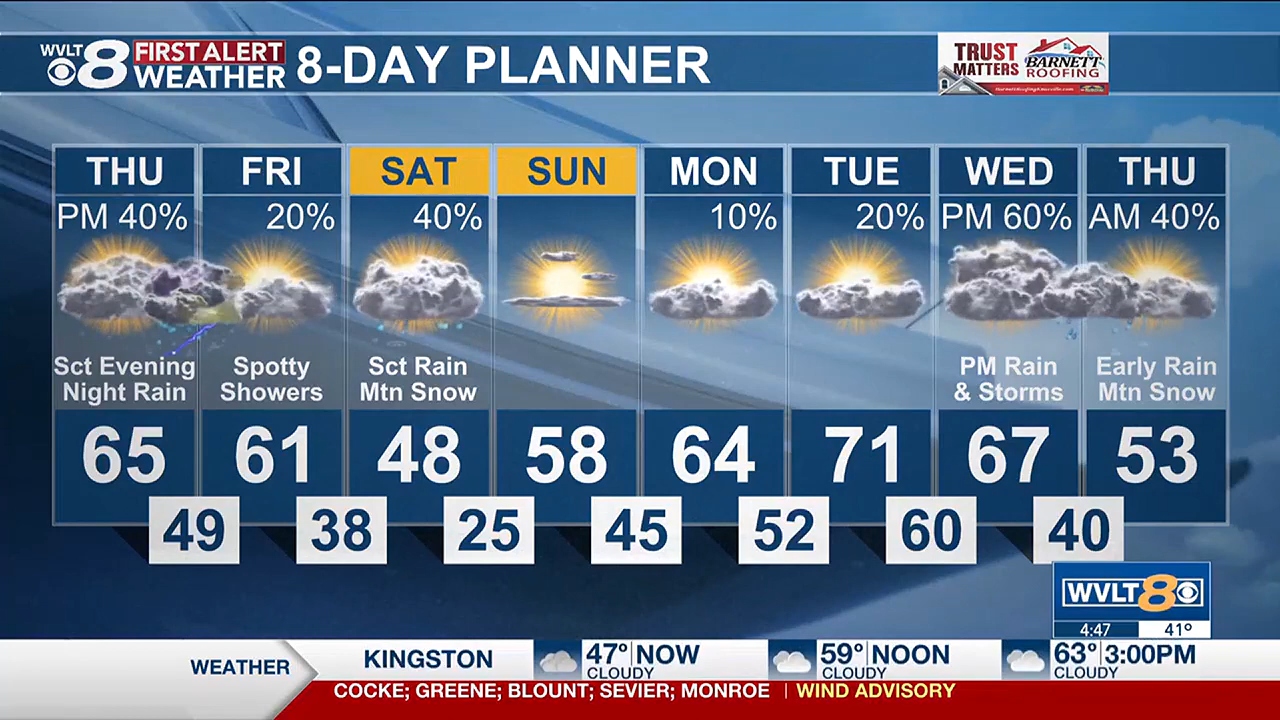 WVLT 8 FIRST ALERT WEATHER 8-DAY PLANNER
TRUST MATTERS BARNETT ROOFING
BarnettRoofingKnoxville.com
THU FRI SAT SUN MON TUE WED THU
PM 40% 20% 40% 10% 20% PM 60% AM 40%
Sct Evening Spotty Sct Rain PM Rain Early Rain
Night Rain Showers Mtn Snow & Storms Mtn Snow
65 61 48 58 64 71 67 53
49 38 25 45 52 60 40
WVLT 8
4:47 41°
WEATHER KINGSTON 47° NOW CLOUDY 59° NOON CLOUDY 63° 3:00PM CLOUDY
COCKE; GREENE; BLOUNT; SEVIER; MONROE | WIND ADVISORY